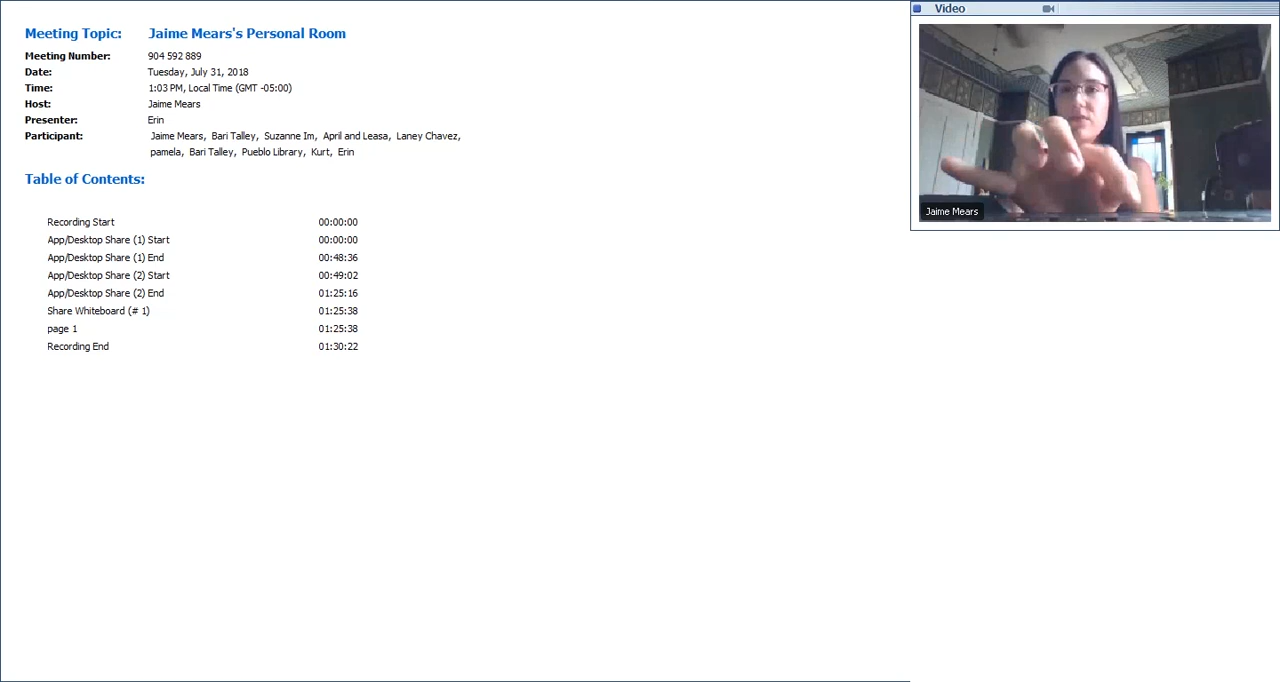 Meeting Topic: Jaime Mears's Personal Room
Meeting Number: 904 592 889
Date: Tuesday, July 31, 2018
Time: 1:03 PM, Local Time (GMT -05:00)
Host: Jaime Mears
Presenter: Erin
Participant: Jaime Mears, Bari Talley, Suzanne Im, April and Leasa, Laney Chavez,
pamela, Bari Talley, Pueblo Library, Kurt, Erin
Table of Contents:
Recording Start 00:00:00
App/Desktop Share (1) Start 00:00:00
App/Desktop Share (1) End 00:48:36
App/Desktop Share (2) Start 00:49:02
App/Desktop Share (2) End 01:25:16
Share Whiteboard (# 1) 01:25:38
page 1 01:25:38
Recording End 01:30:22
Video
Jaime Mears